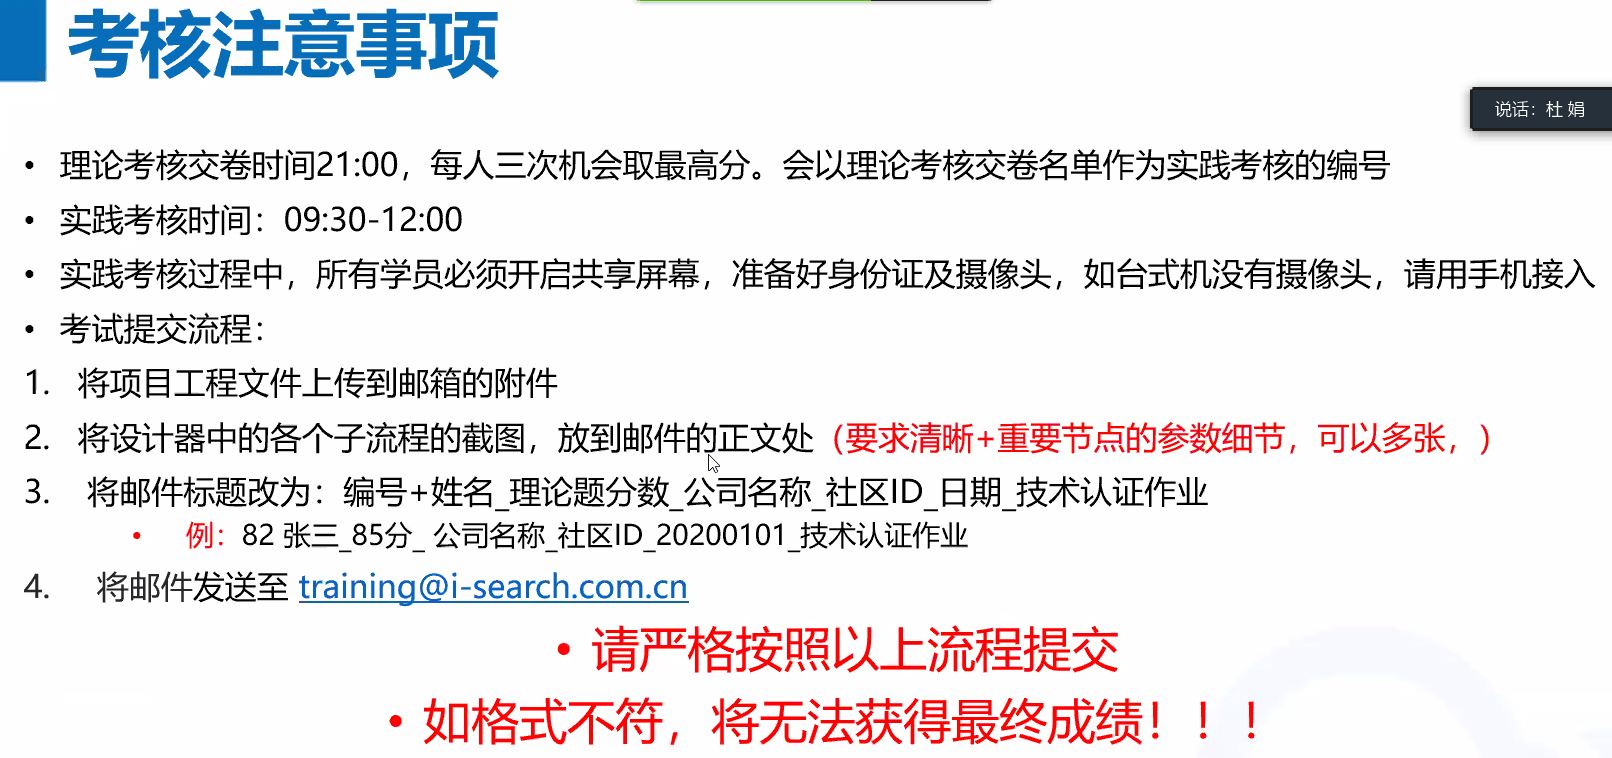 考核注意事项
说话：杜 娟
• 理论考核交卷时间21:00，每人三次机会取最高分。会以理论考核交卷名单作为实践考核的编号
• 实践考核时间：09:30-12:00
• 实践考核过程中，所有学员必须开启共享屏幕，准备好身份证及摄像头，如台式机没有摄像头，请用手机接入
• 考试提交流程：
1. 将项目工程文件上传到邮箱的附件
2. 将设计器中的各个子流程的截图，放到邮件的正文处（要求清晰+重要节点的参数细节，可以多张，）
3. 将邮件标题改为：编号+姓名_理论题分数_公司名称_社区ID_日期_技术认证作业
• 例：82 张三_85分_ 公司名称_社区ID_20200101_技术认证作业
4. 将邮件发送至 training@i-search.com.cn
• 请严格按照以上流程提交
• 如格式不符，将无法获得最终成绩！！！